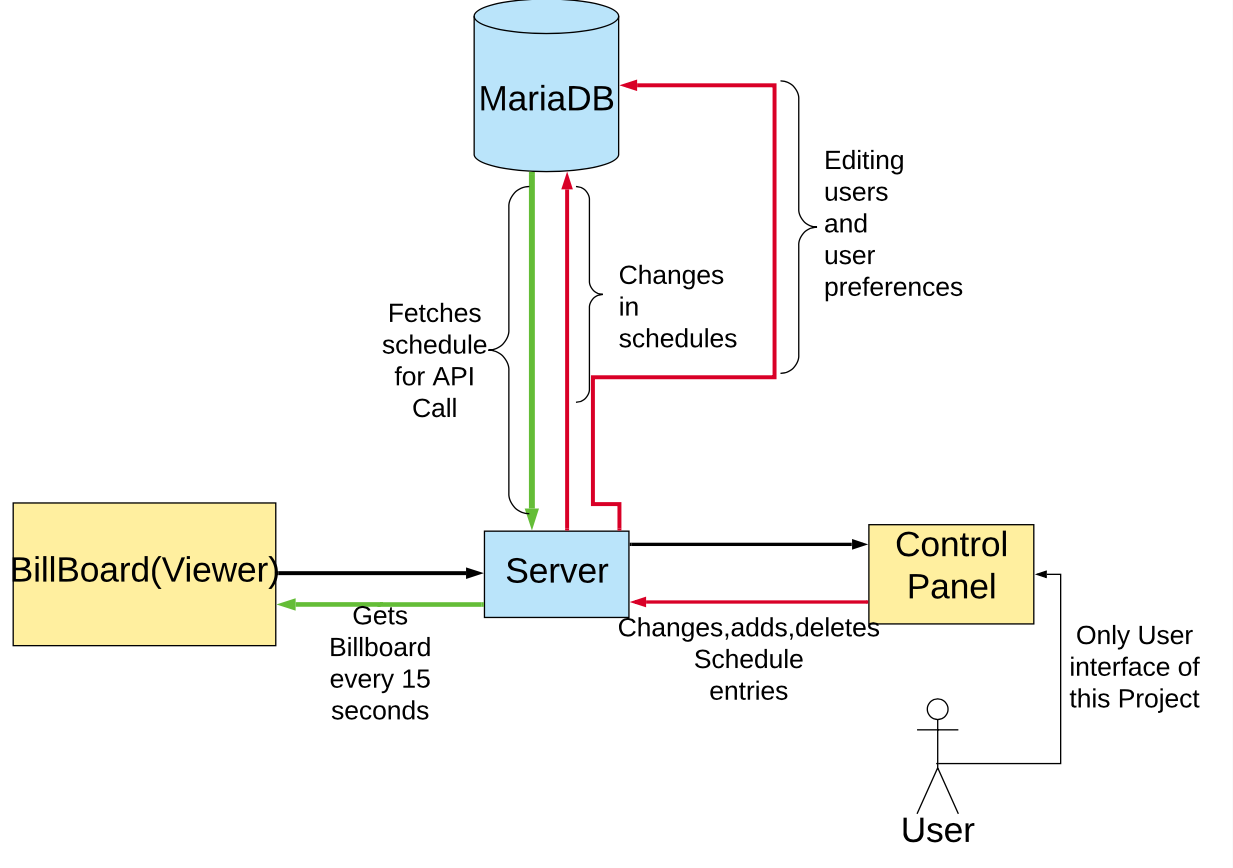 MariaDB
Editing
users
and
user
preferences
Changes
in
schedules
Fetches
schedule
for API
Call
BillBoard(Viewer)
Server
Control
Panel
Gets
Billboard
every 15
seconds
Changes,adds,deletes
Schedule
entries
Only User
interface of
this Project
User